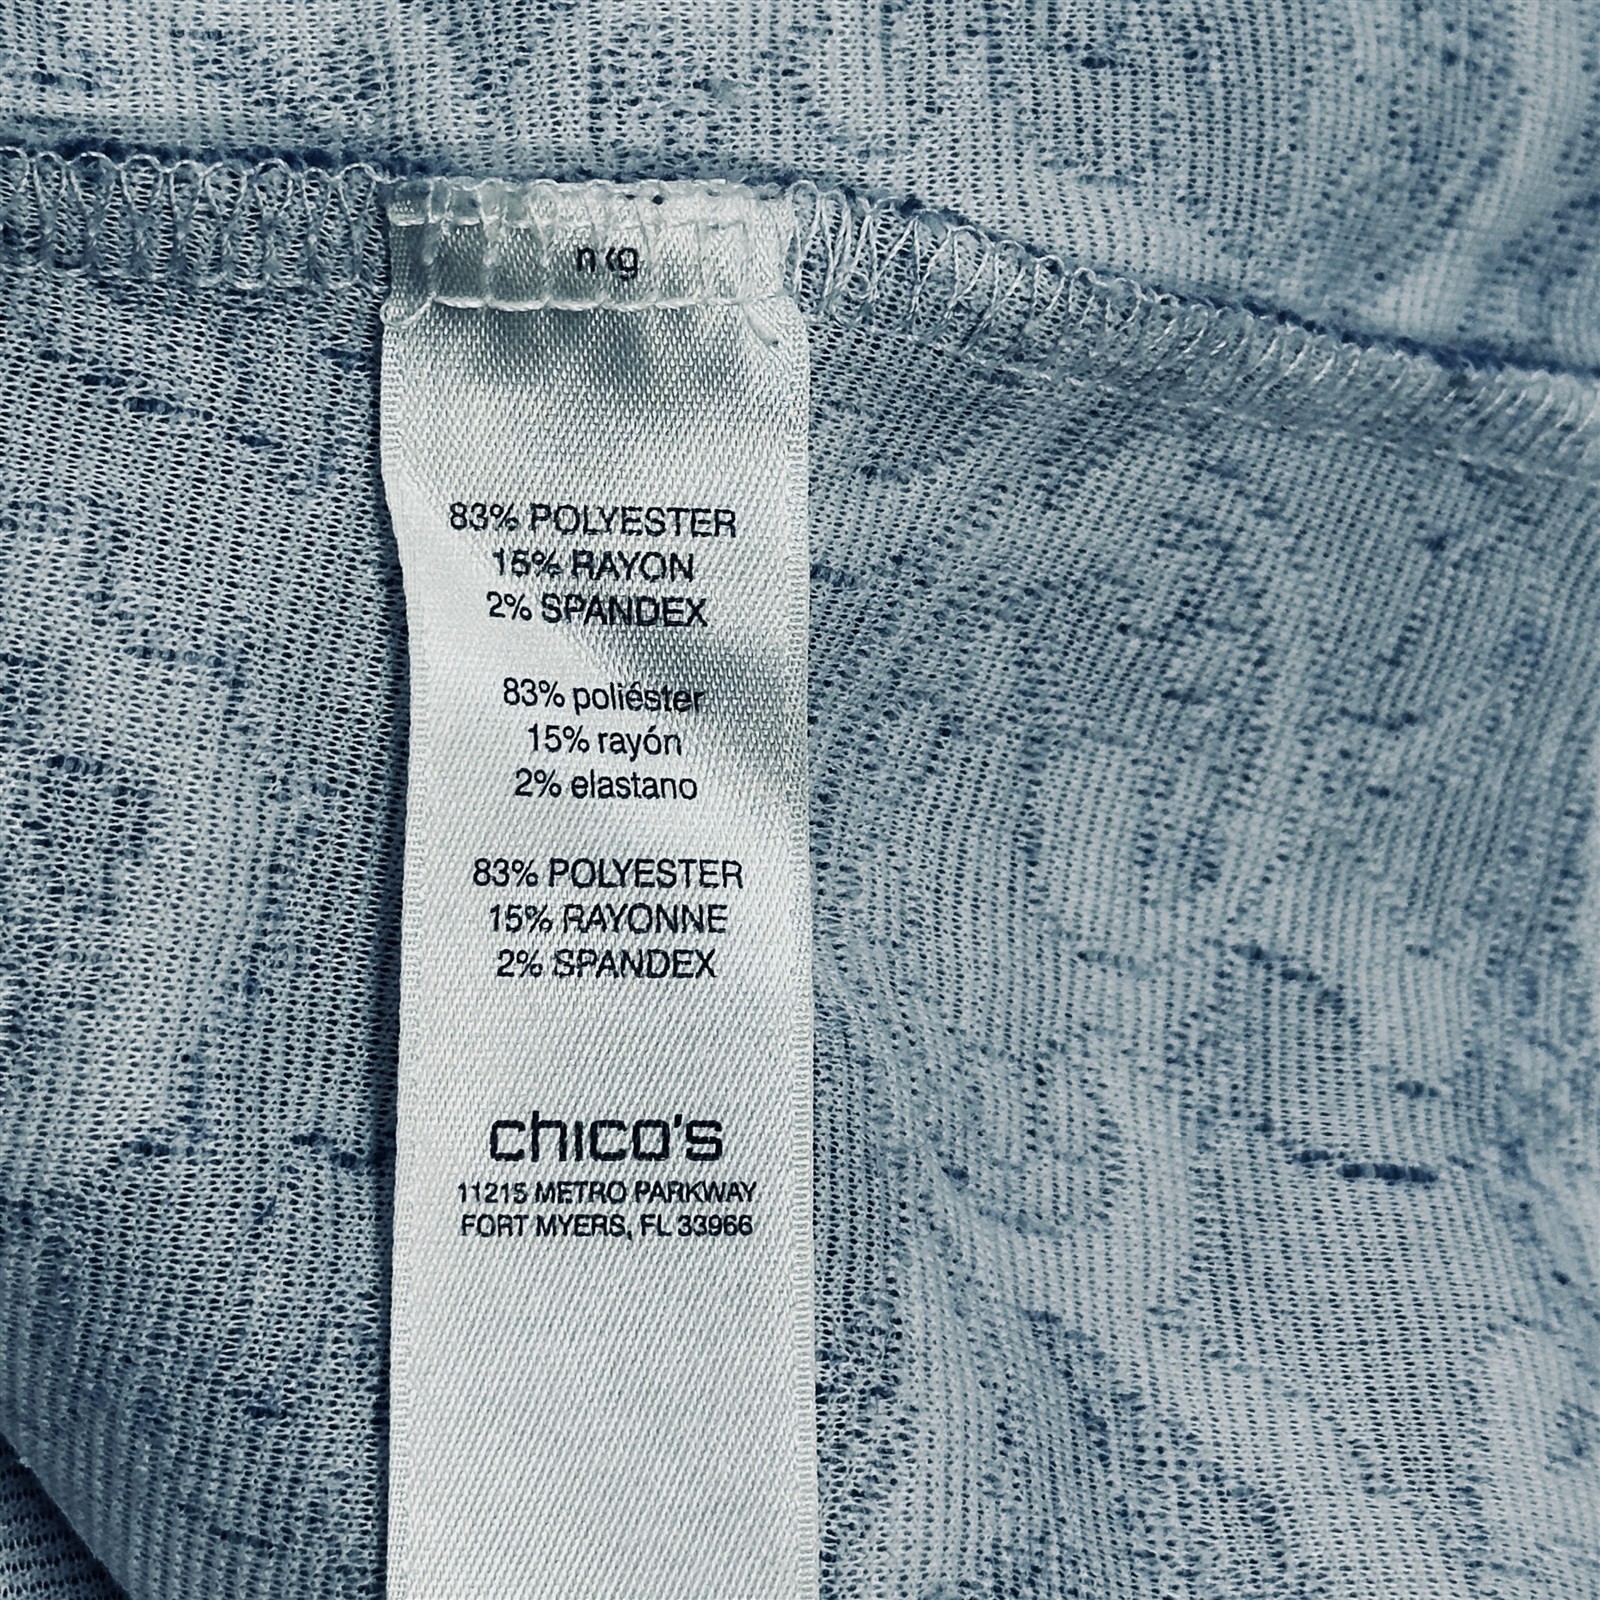 83% POLYESTER
15% RAYON
2% SPANDEX
83% poliéster
15% rayón
2% elastano
83% POLYESTER
15% RAYONNE
2% SPANDEX
chico's
11215 METRO PARKWAY
FORT MYERS, FL 33966